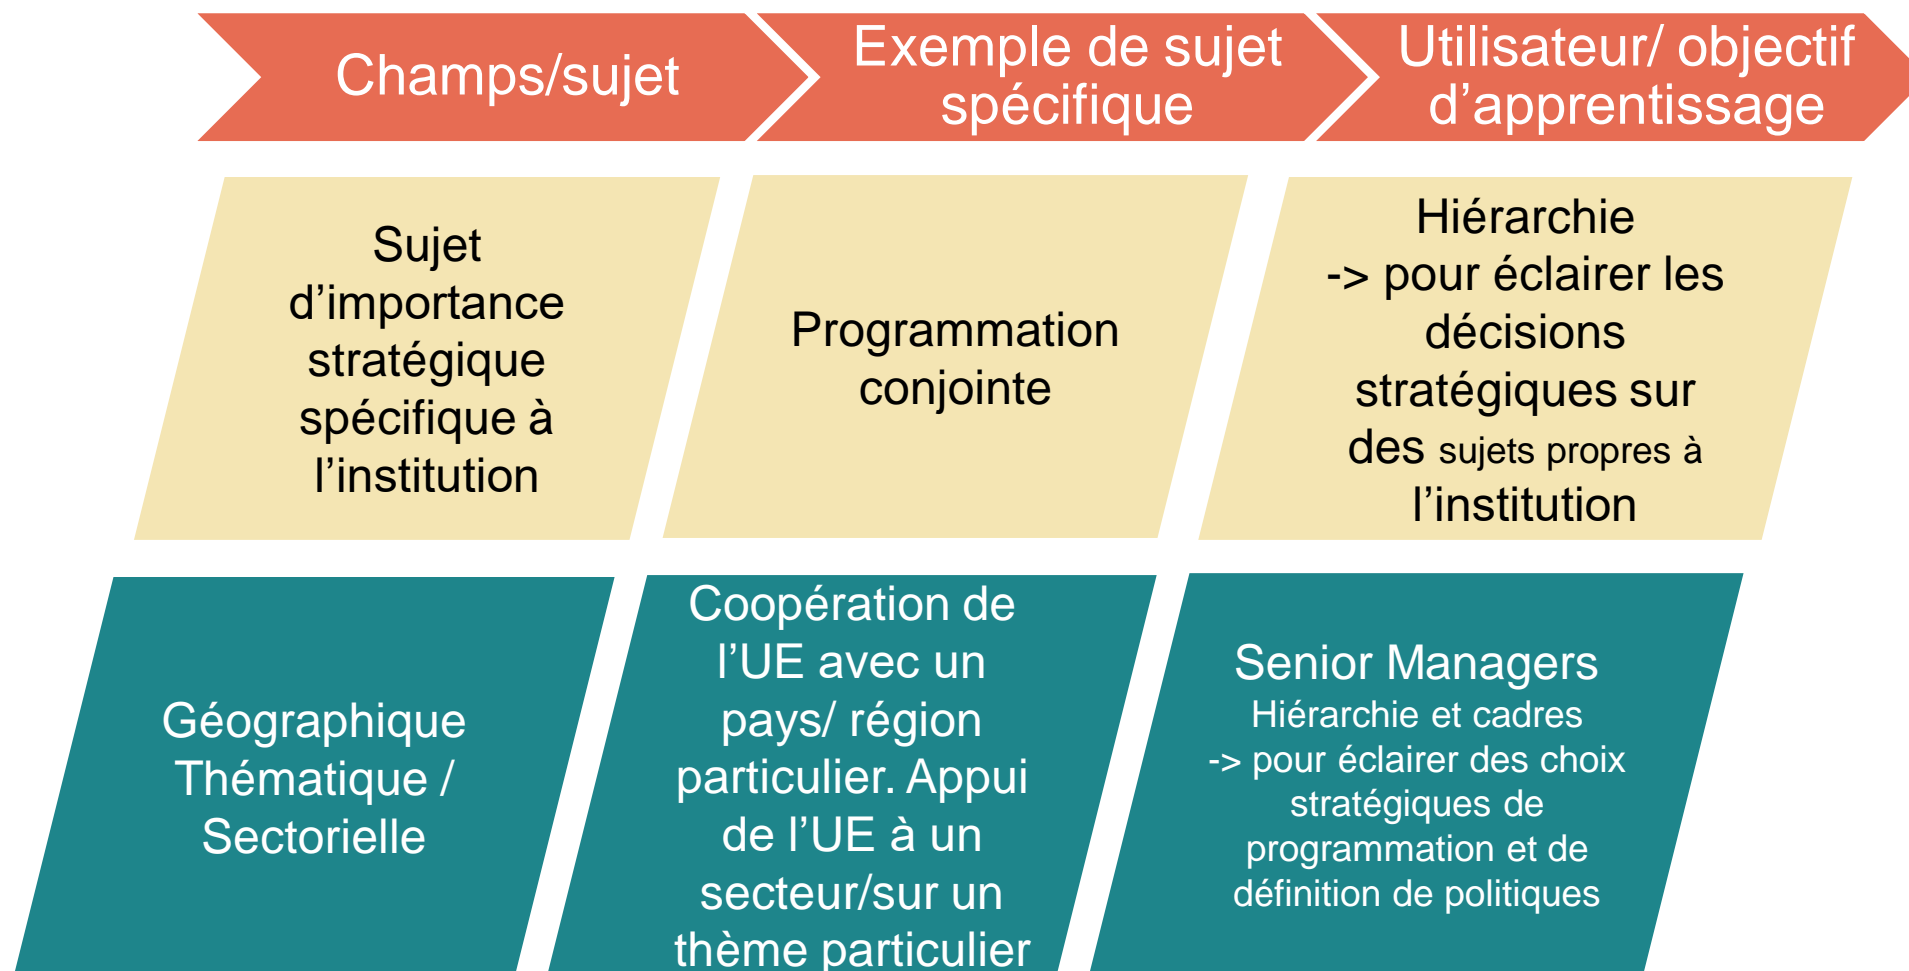 Champs/sujet
Exemple de sujet
spécifique
Utilisateur/ objectif
d’apprentissage
Sujet
d’importance
stratégique
spécifique à
l’institution
Programmation
conjointe
Hiérarchie
-> pour éclairer les
décisions
stratégiques sur
des sujets propres à
l’institution
Géographique
Thématique /
Sectorielle
Coopération de
l’UE avec un
pays/ région
particulier. Appui
de l’UE à un
secteur/sur un
thème particulier
Senior Managers
Hiérarchie et cadres
-> pour éclairer des choix
stratégiques de
programmation et de
définition de politiques